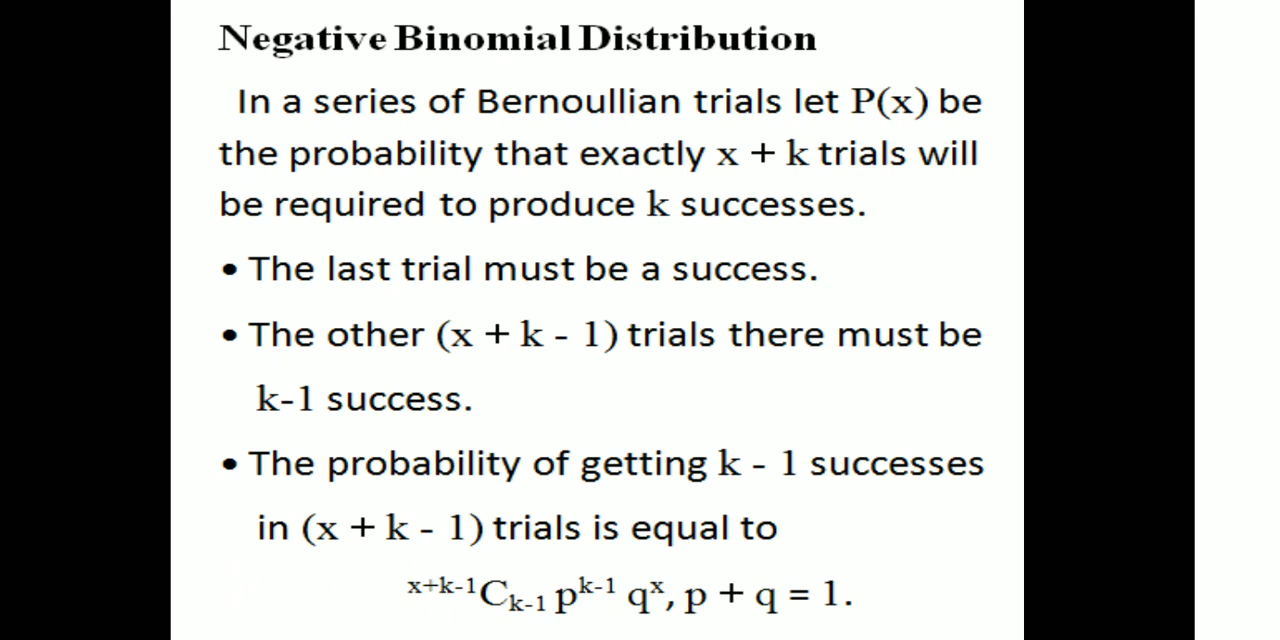 Negative Binomial Distribution
In a series of Bernoullian trials let P(x) be
the probability that exactly x + k trials will
be required to produce k successes.
• The last trial must be a success.
• The other (x + k - 1) trials there must be
k-1 success.
• The probability of getting k - 1 successes
in (x + k - 1) trials is equal to
ˣ⁺ᵏ⁻¹Cₖ₋₁ pᵏ⁻¹ qˣ, p + q = 1.